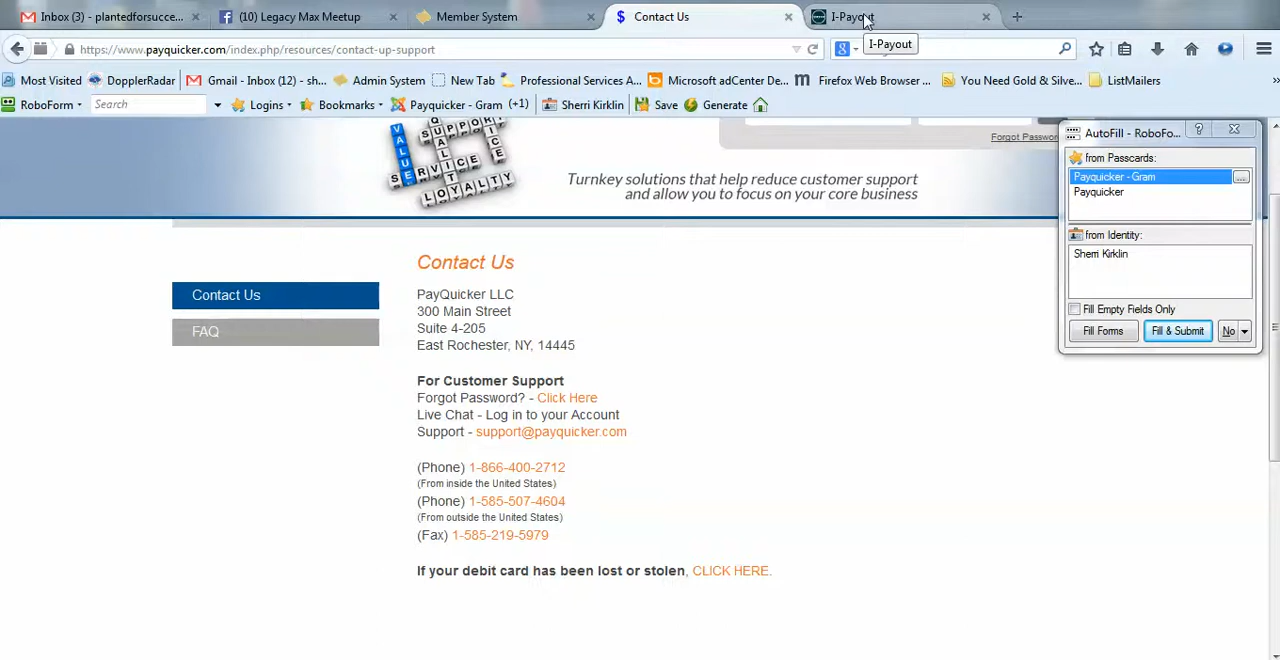 Inbox (3) - plantedforsucce...
(10) Legacy Max Meetup
Member System
Contact Us
I-Payout
https://www.payquicker.com/index.php/resources/contact-up-support
I-Payout
Most Visited DopplerRadar Gmail - Inbox (12) - sh... Admin System New Tab Professional Services A... Microsoft adCenter De... Firefox Web Browser ... You Need Gold & Silve... ListMailers
RoboForm Search Logins Bookmarks Payquicker - Gram (+1) Sherri Kirklin Save Generate
VALUE
SUPPORT
QUALITY
SERVICE
LOYALTY
Forgot Passwor
Turnkey solutions that help reduce customer support
and allow you to focus on your core business
AutoFill - RoboFo...
from Passcards:
Payquicker - Gram
...
Payquicker
from Identity:
Sherri Kirklin
Fill Empty Fields Only
Fill Forms
Fill & Submit
No
Contact Us
FAQ
Contact Us
PayQuicker LLC
300 Main Street
Suite 4-205
East Rochester, NY, 14445
For Customer Support
Forgot Password? - Click Here
Live Chat - Log in to your Account
Support - support@payquicker.com
(Phone) 1-866-400-2712
(From inside the United States)
(Phone) 1-585-507-4604
(From outside the United States)
(Fax) 1-585-219-5979
If your debit card has been lost or stolen, CLICK HERE.